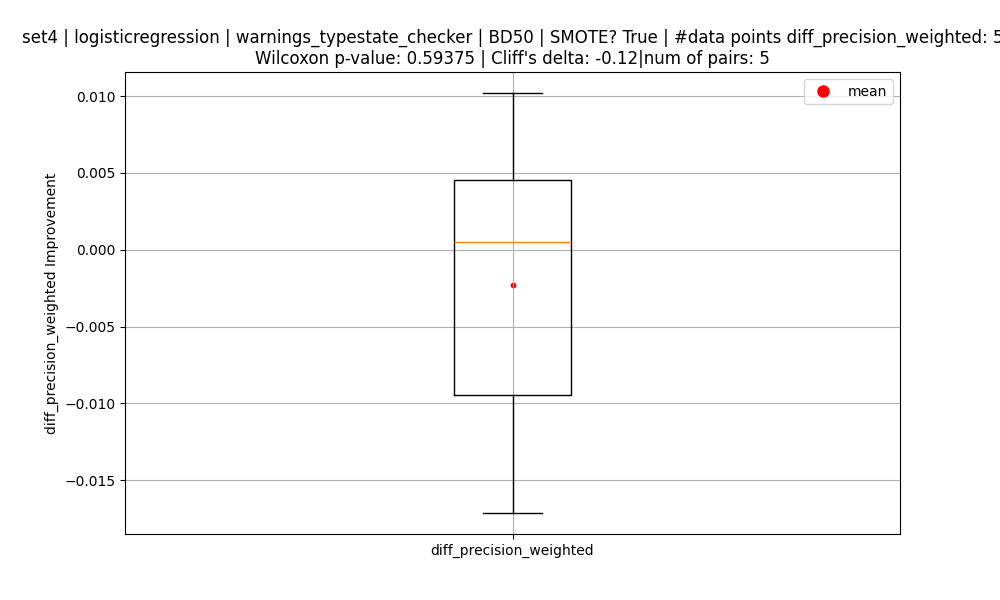 set4 | logisticregression | warnings_typestate_checker | BD50 | SMOTE? True | #data points diff_precision_weighted: 5
Wilcoxon p-value: 0.59375 | Cliff's delta: -0.12|num of pairs: 5
mean
0.010
0.005
0.000
−0.005
−0.010
−0.015
diff_precision_weighted Improvement
diff_precision_weighted